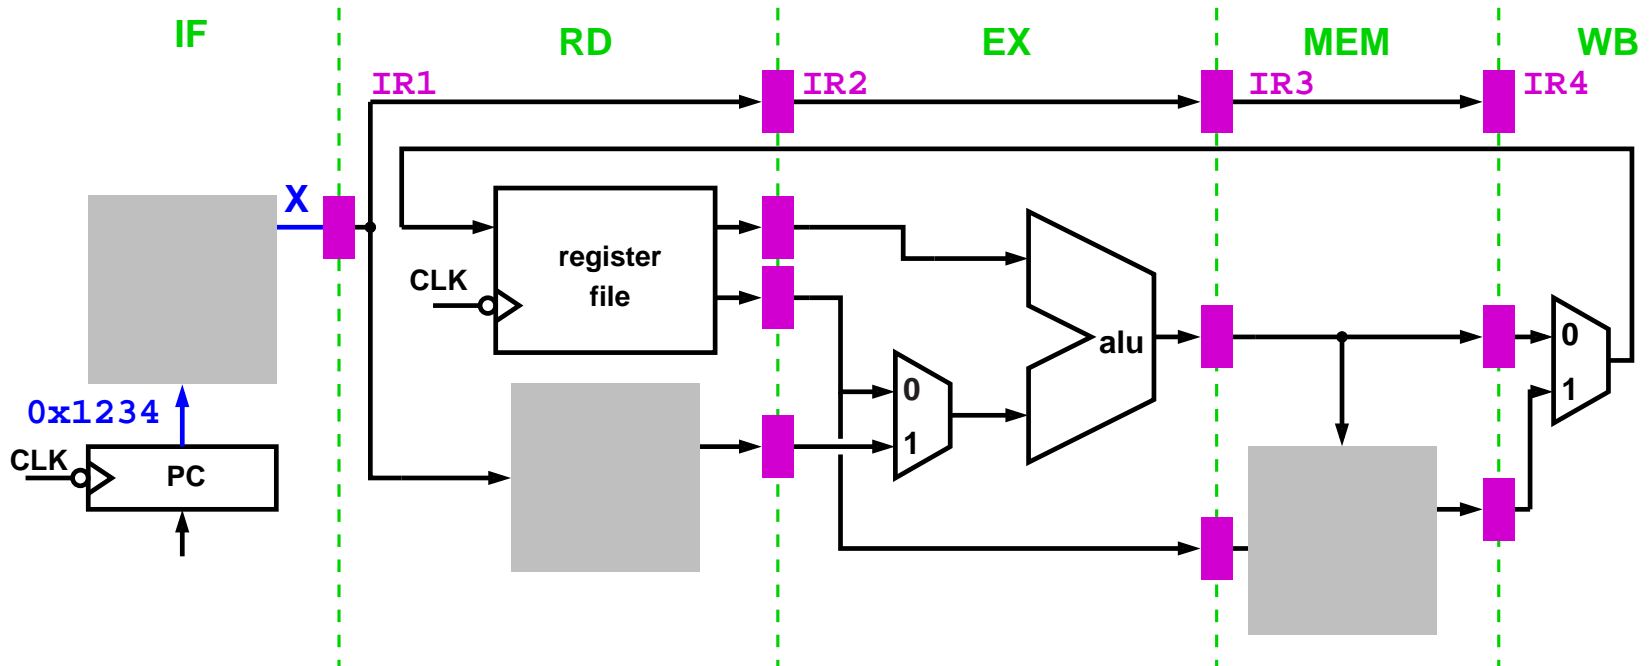 IF
RD
EX
MEM
WB
IR1
IR2
IR3
IR4
X
register
file
CLK
0
1
alu
0
1
0x1234
CLK
PC